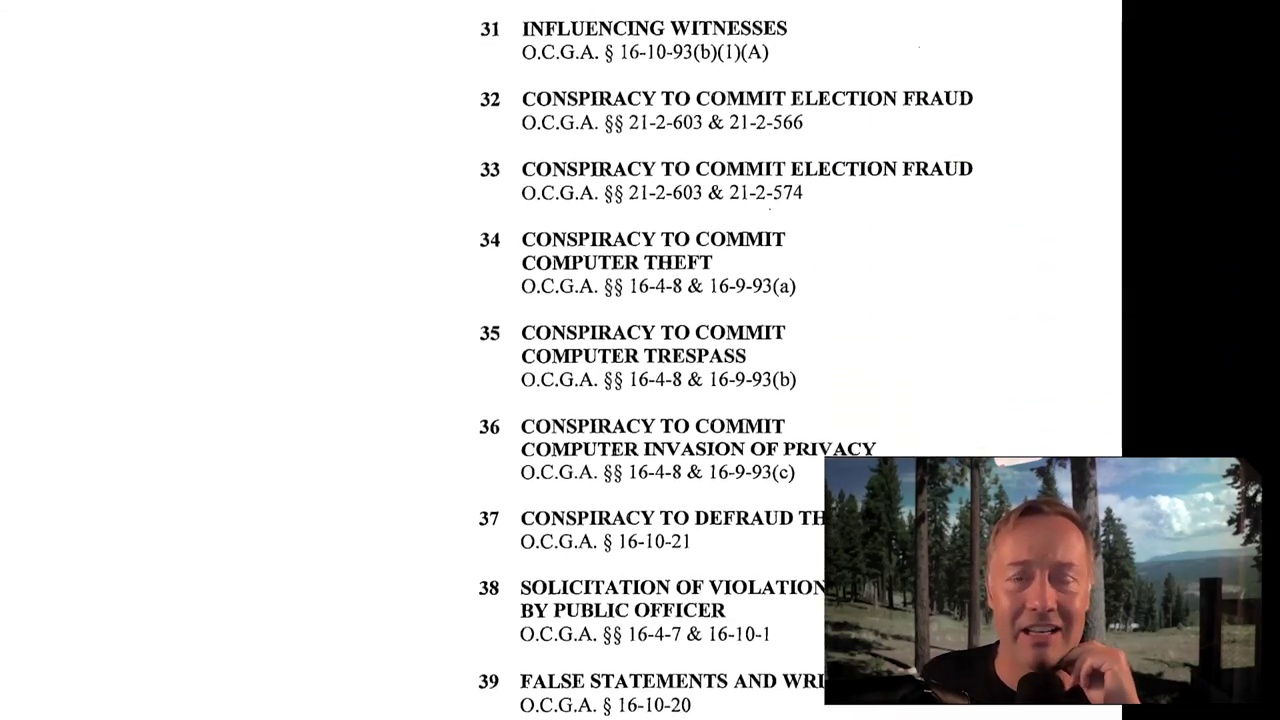 31 INFLUENCING WITNESSES
O.C.G.A. § 16-10-93(b)(1)(A)
32 CONSPIRACY TO COMMIT ELECTION FRAUD
O.C.G.A. §§ 21-2-603 & 21-2-566
33 CONSPIRACY TO COMMIT ELECTION FRAUD
O.C.G.A. §§ 21-2-603 & 21-2-574
34 CONSPIRACY TO COMMIT
COMPUTER THEFT
O.C.G.A. §§ 16-4-8 & 16-9-93(a)
35 CONSPIRACY TO COMMIT
COMPUTER TRESPASS
O.C.G.A. §§ 16-4-8 & 16-9-93(b)
36 CONSPIRACY TO COMMIT
COMPUTER INVASION OF PRIVACY
O.C.G.A. §§ 16-4-8 & 16-9-93(c)
37 CONSPIRACY TO DEFRAUD TH
O.C.G.A. § 16-10-21
38 SOLICITATION OF VIOLATION
BY PUBLIC OFFICER
O.C.G.A. §§ 16-4-7 & 16-10-1
39 FALSE STATEMENTS AND WRI
O.C.G.A. § 16-10-20